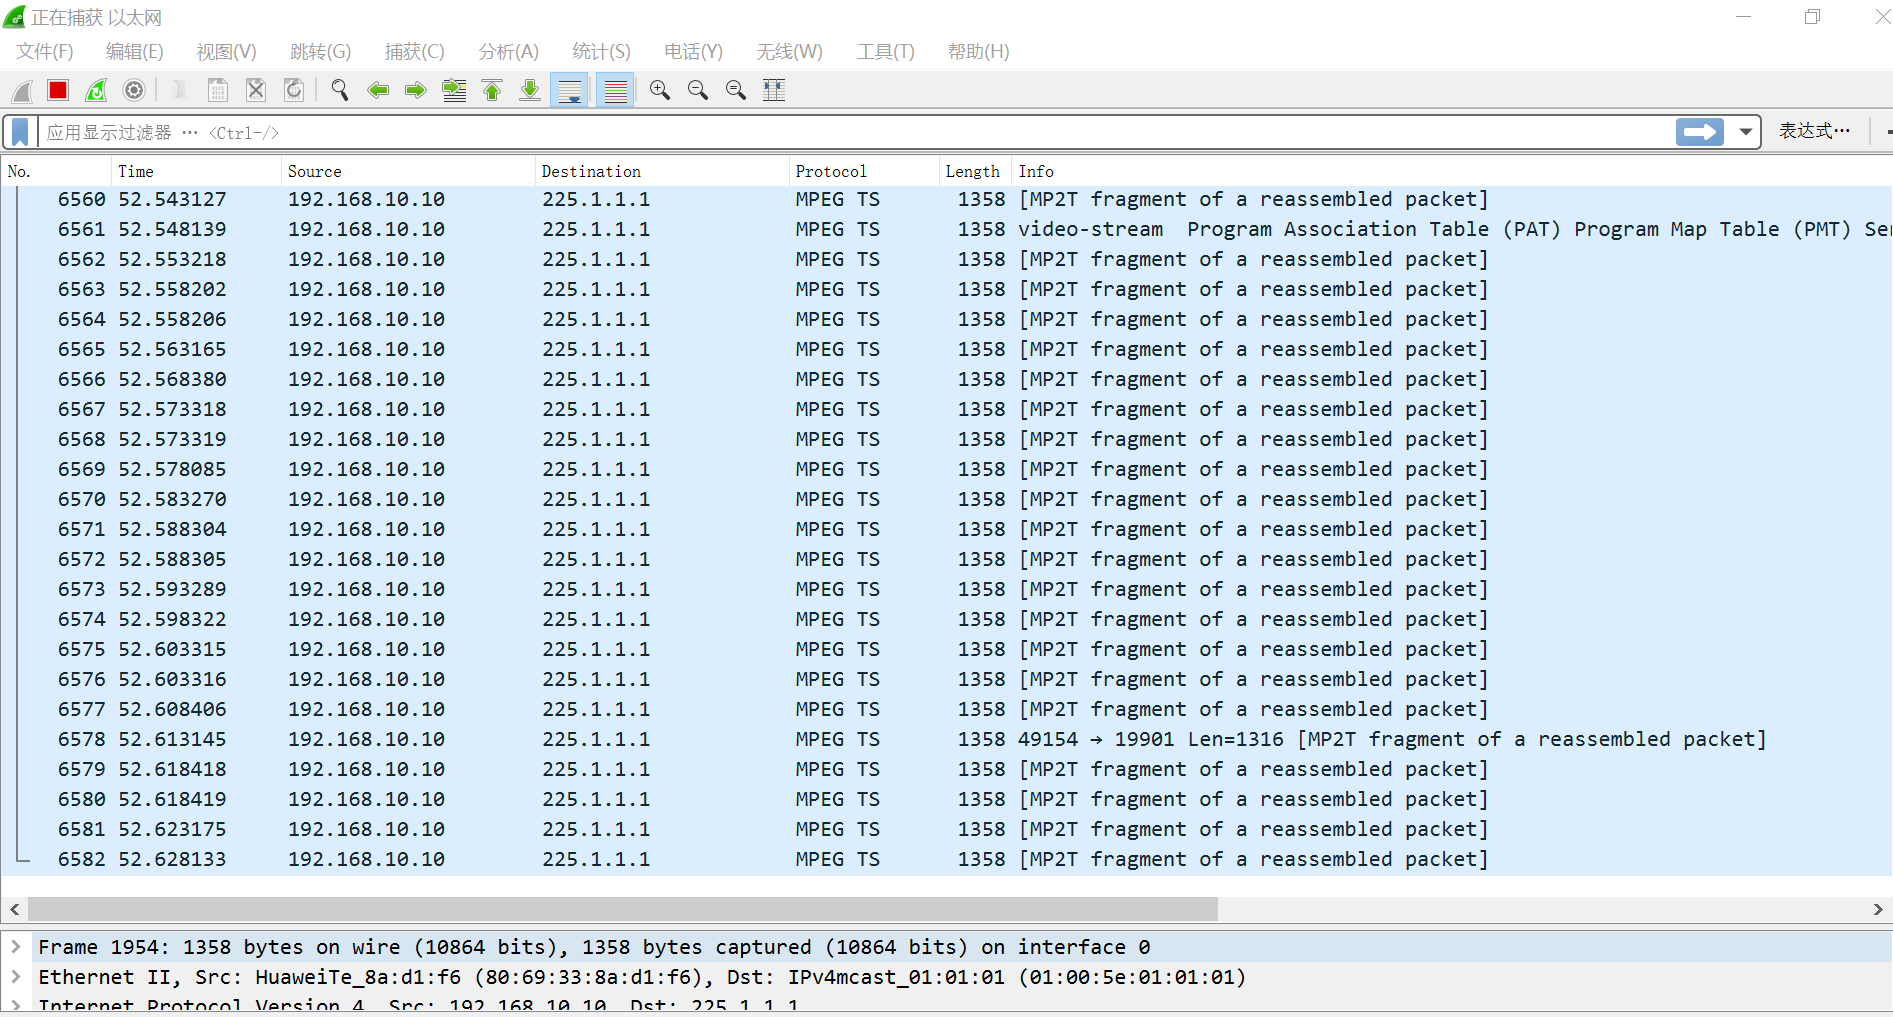 正在捕获 以太网
文件(F) 编辑(E) 视图(V) 跳转(G) 捕获(C) 分析(A) 统计(S) 电话(Y) 无线(W) 工具(T) 帮助(H)
应用显示过滤器 … <Ctrl-/> 表达式…
No. Time Source Destination Protocol Length Info
6560 52.543127 192.168.10.10 225.1.1.1 MPEG TS 1358 [MP2T fragment of a reassembled packet]
6561 52.548139 192.168.10.10 225.1.1.1 MPEG TS 1358 video-stream Program Association Table (PAT) Program Map Table (PMT) Ser
6562 52.553218 192.168.10.10 225.1.1.1 MPEG TS 1358 [MP2T fragment of a reassembled packet]
6563 52.558202 192.168.10.10 225.1.1.1 MPEG TS 1358 [MP2T fragment of a reassembled packet]
6564 52.558206 192.168.10.10 225.1.1.1 MPEG TS 1358 [MP2T fragment of a reassembled packet]
6565 52.563165 192.168.10.10 225.1.1.1 MPEG TS 1358 [MP2T fragment of a reassembled packet]
6566 52.568380 192.168.10.10 225.1.1.1 MPEG TS 1358 [MP2T fragment of a reassembled packet]
6567 52.573318 192.168.10.10 225.1.1.1 MPEG TS 1358 [MP2T fragment of a reassembled packet]
6568 52.573319 192.168.10.10 225.1.1.1 MPEG TS 1358 [MP2T fragment of a reassembled packet]
6569 52.578085 192.168.10.10 225.1.1.1 MPEG TS 1358 [MP2T fragment of a reassembled packet]
6570 52.583270 192.168.10.10 225.1.1.1 MPEG TS 1358 [MP2T fragment of a reassembled packet]
6571 52.588304 192.168.10.10 225.1.1.1 MPEG TS 1358 [MP2T fragment of a reassembled packet]
6572 52.588305 192.168.10.10 225.1.1.1 MPEG TS 1358 [MP2T fragment of a reassembled packet]
6573 52.593289 192.168.10.10 225.1.1.1 MPEG TS 1358 [MP2T fragment of a reassembled packet]
6574 52.598322 192.168.10.10 225.1.1.1 MPEG TS 1358 [MP2T fragment of a reassembled packet]
6575 52.603315 192.168.10.10 225.1.1.1 MPEG TS 1358 [MP2T fragment of a reassembled packet]
6576 52.603316 192.168.10.10 225.1.1.1 MPEG TS 1358 [MP2T fragment of a reassembled packet]
6577 52.608406 192.168.10.10 225.1.1.1 MPEG TS 1358 [MP2T fragment of a reassembled packet]
6578 52.613145 192.168.10.10 225.1.1.1 MPEG TS 1358 49154 → 19901 Len=1316 [MP2T fragment of a reassembled packet]
6579 52.618418 192.168.10.10 225.1.1.1 MPEG TS 1358 [MP2T fragment of a reassembled packet]
6580 52.618419 192.168.10.10 225.1.1.1 MPEG TS 1358 [MP2T fragment of a reassembled packet]
6581 52.623175 192.168.10.10 225.1.1.1 MPEG TS 1358 [MP2T fragment of a reassembled packet]
6582 52.628133 192.168.10.10 225.1.1.1 MPEG TS 1358 [MP2T fragment of a reassembled packet]
Frame 1954: 1358 bytes on wire (10864 bits), 1358 bytes captured (10864 bits) on interface 0
Ethernet II, Src: HuaweiTe_8a:d1:f6 (80:69:33:8a:d1:f6), Dst: IPv4mcast_01:01:01 (01:00:5e:01:01:01)
Internet Protocol Version 4, Src: 192.168.10.10, Dst: 225.1.1.1